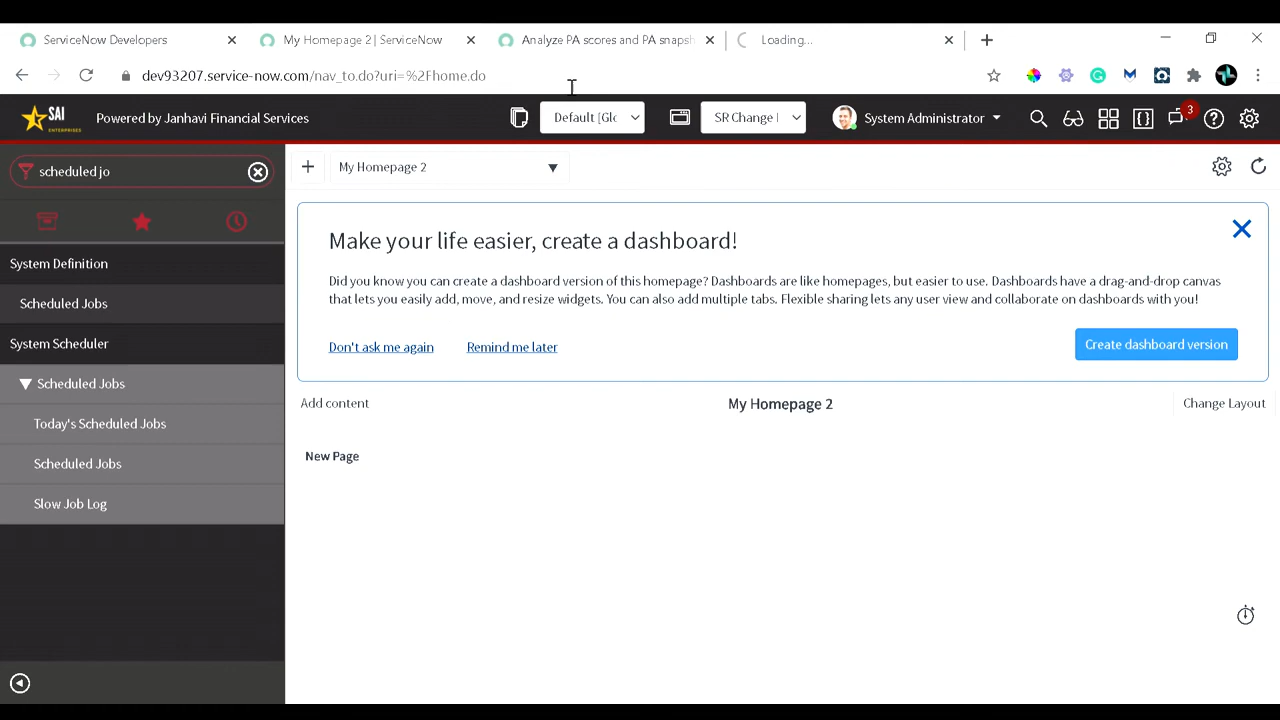 ServiceNow Developers
My Homepage 2 | ServiceNow
Analyze PA scores and PA snapsh
Loading...
dev93207.service-now.com/nav_to.do?uri=%2Fhome.do
SAI
ENTERPRISES
Powered by Janhavi Financial Services
Default [Glc
SR Change I
System Administrator
3
scheduled jo
My Homepage 2
Make your life easier, create a dashboard!
System Definition
Did you know you can create a dashboard version of this homepage? Dashboards are like homepages, but easier to use. Dashboards have a drag-and-drop canvas
that lets you easily add, move, and resize widgets. You can also add multiple tabs. Flexible sharing lets any user view and collaborate on dashboards with you!
Scheduled Jobs
System Scheduler
Don't ask me again
Remind me later
Create dashboard version
Scheduled Jobs
Add content
My Homepage 2
Change Layout
Today's Scheduled Jobs
New Page
Scheduled Jobs
Slow Job Log